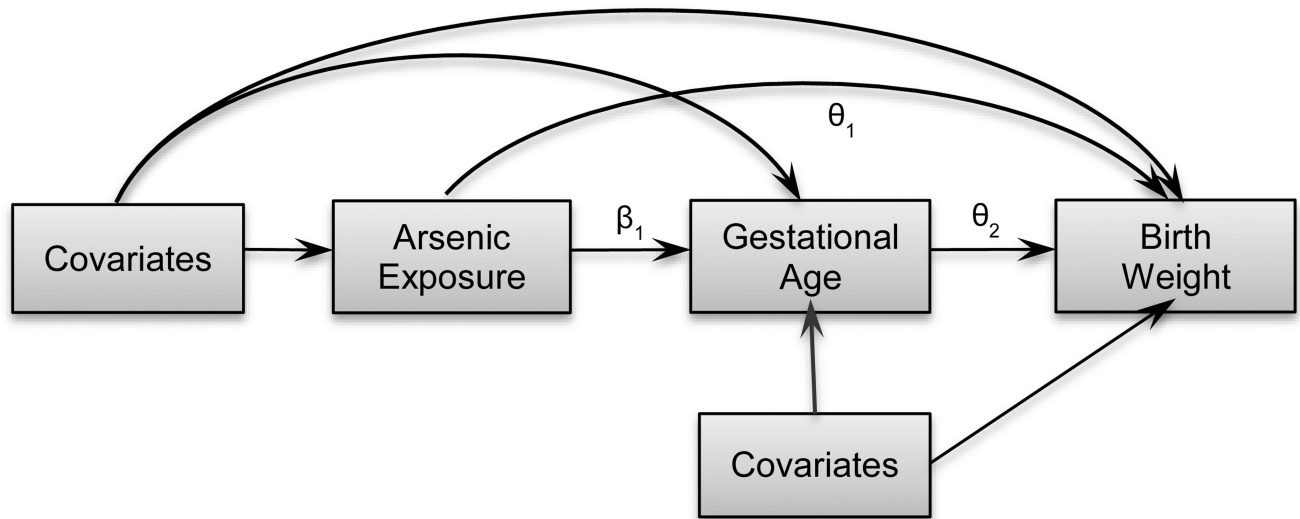 θ₁
Covariates
Arsenic
Exposure
β₁
Gestational
Age
θ₂
Birth
Weight
Covariates